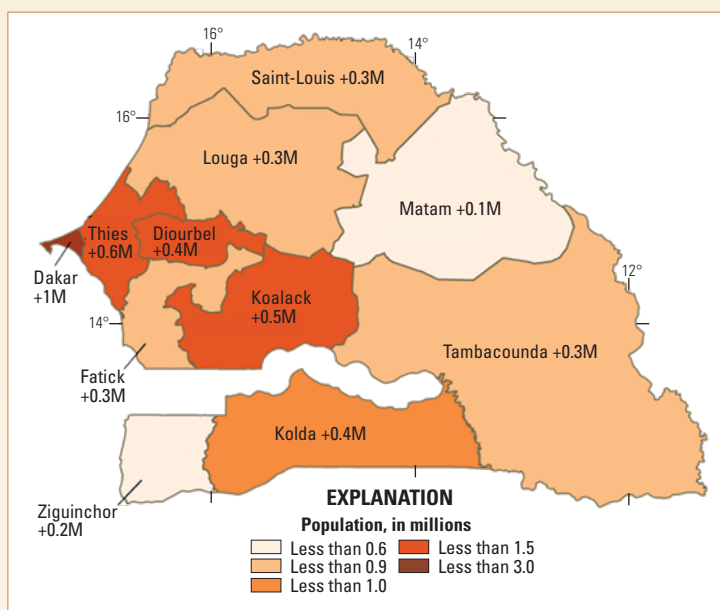 16°
14°
Saint-Louis +0.3M
16°
Louga +0.3M
Matam +0.1M
Thies
+0.6M
Diourbel
+0.4M
Dakar
+1M
12°
Koalack
+0.5M
14°
Tambacounda +0.3M
Fatick
+0.3M
Kolda +0.4M
Ziguinchor
+0.2M
EXPLANATION
Population, in millions
Less than 0.6
Less than 0.9
Less than 1.0
Less than 1.5
Less than 3.0